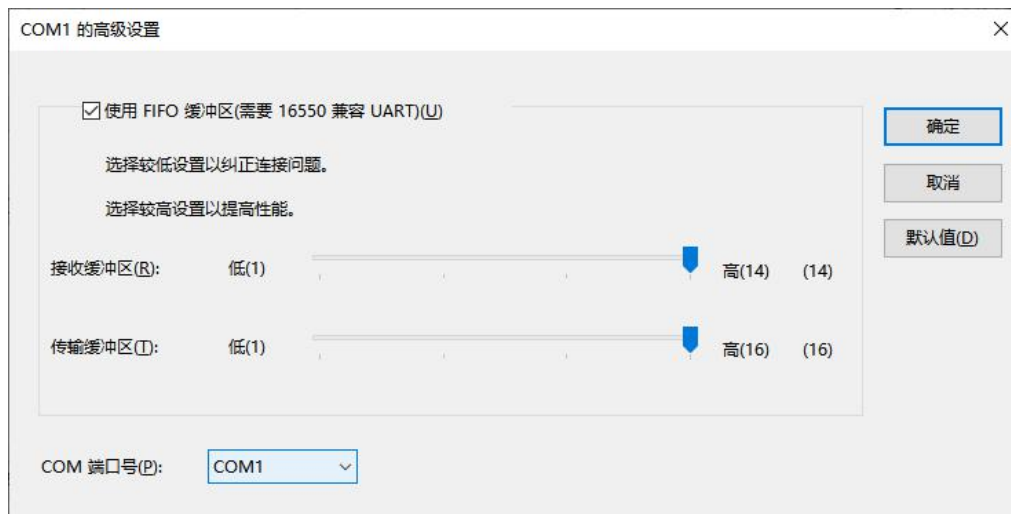 COM1 的高级设置
使用 FIFO 缓冲区(需要 16550 兼容 UART)(U)
确定
选择较低设置以纠正连接问题。
取消
选择较高设置以提高性能。
默认值(D)
接收缓冲区(R): 低(1) 高(14) (14)
传输缓冲区(T): 低(1) 高(16) (16)
COM 端口号(P): COM1